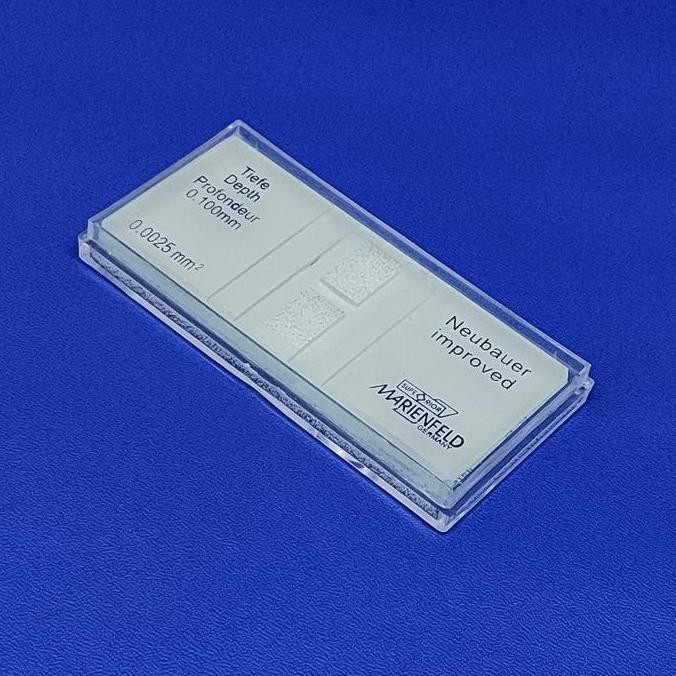 Tiefe
Depth
Profondeur
0.100mm
0.0025 mm²
Neubauer
improved
SUPERIOR
MARIENFELD
GERMANY